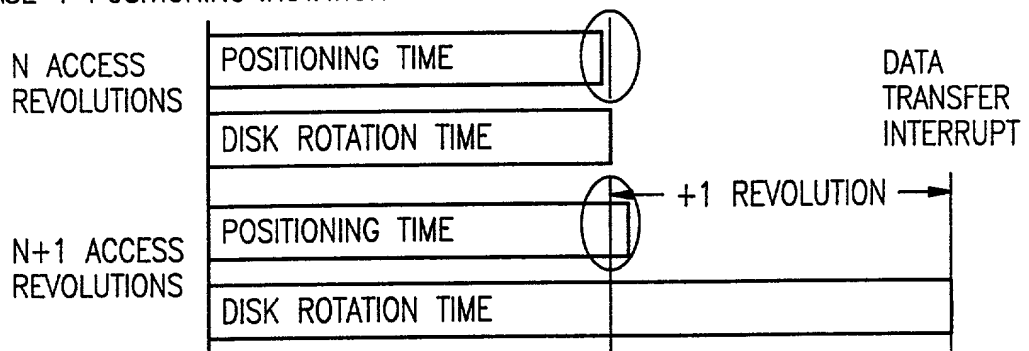 N ACCESS
REVOLUTIONS
POSITIONING TIME
DISK ROTATION TIME
DATA
TRANSFER
INTERRUPT
+1 REVOLUTION
N+1 ACCESS
REVOLUTIONS
POSITIONING TIME
DISK ROTATION TIME